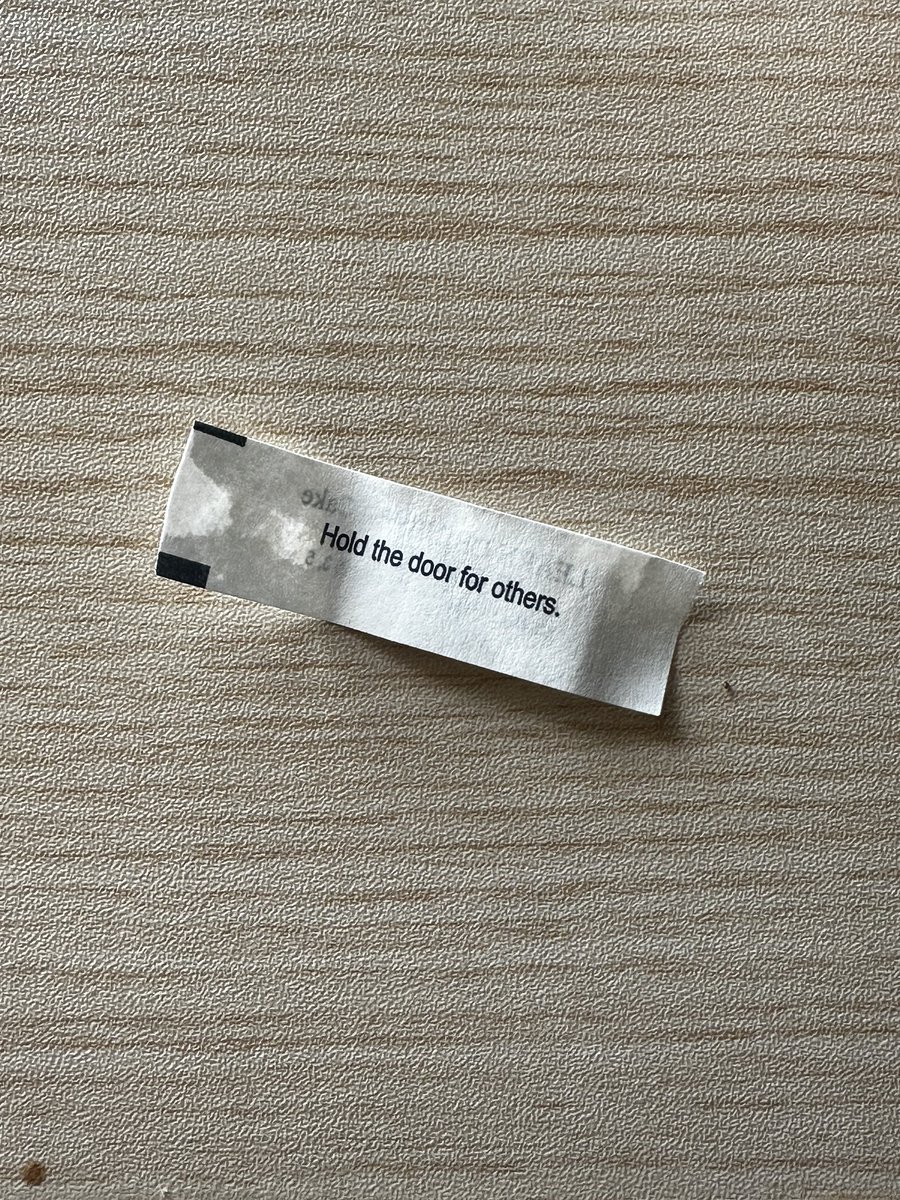 Hold the door for others.